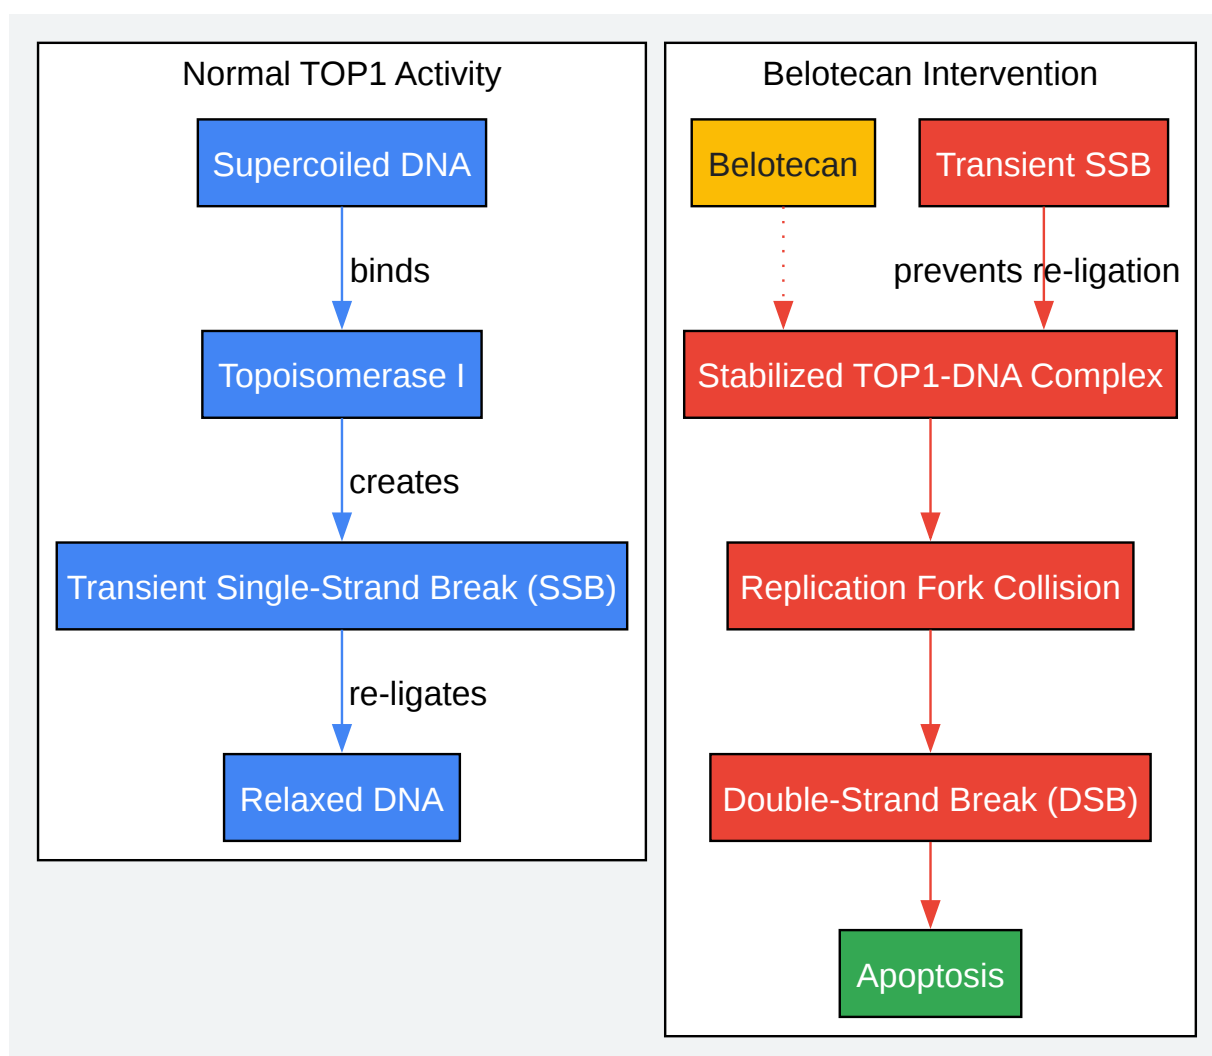 Normal TOP1 Activity
Supercoiled DNA
binds
Topoisomerase I
creates
Transient Single-Strand Break (SSB)
re-ligates
Relaxed DNA
Belotecan Intervention
Belotecan
Transient SSB
prevents re-ligation
Stabilized TOP1-DNA Complex
Replication Fork Collision
Double-Strand Break (DSB)
Apoptosis